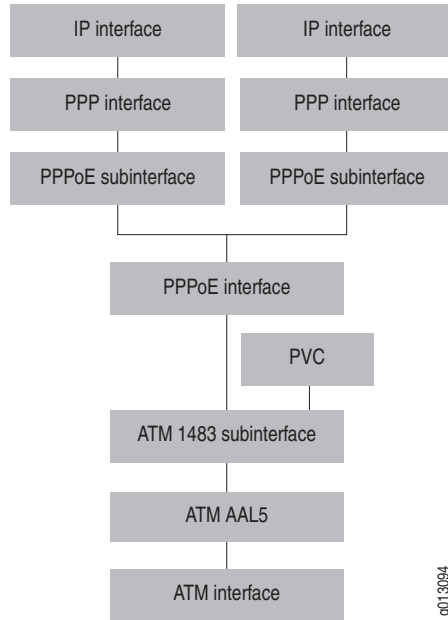 IP interface
IP interface
PPP interface
PPP interface
PPPoE subinterface
PPPoE subinterface
PPPoE interface
PVC
ATM 1483 subinterface
ATM AAL5
ATM interface
g013094